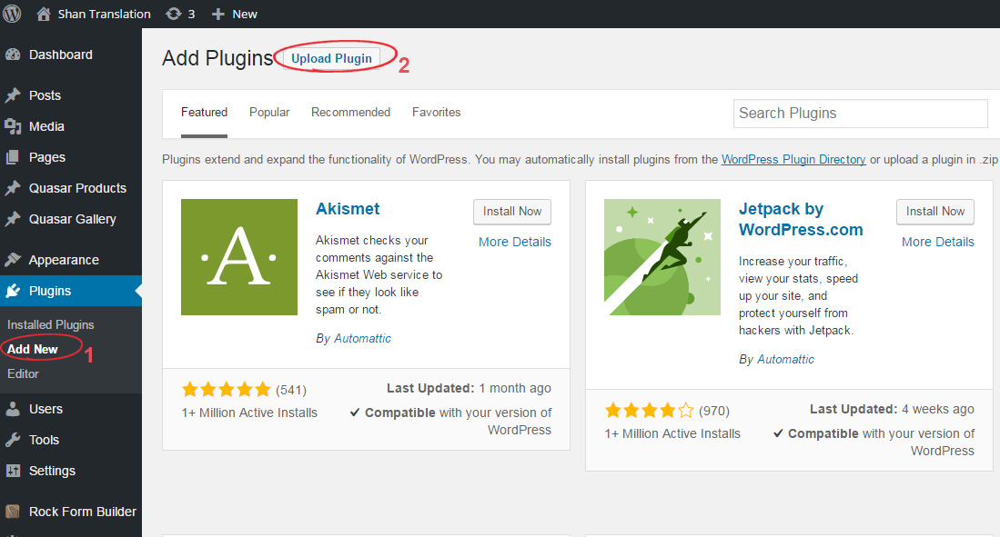 Shan Translation 3 New
Dashboard
Posts
Media
Pages
Quasar Products
Quasar Gallery
Appearance
Plugins
Installed Plugins
Add New 1
Editor
Users
Tools
Settings
Rock Form Builder
Add Plugins Upload Plugin 2
Featured Popular Recommended Favorites Search Plugins
Plugins extend and expand the functionality of WordPress. You may automatically install plugins from the WordPress Plugin Directory or upload a plugin in .zip
A
Akismet
Install Now
More Details
Akismet checks your
comments against the
Akismet Web service to
see if they look like
spam or not.
By Automattic
(541)
1+ Million Active Installs
Last Updated: 1 month ago
Compatible with your version of
WordPress
Jetpack by
WordPress.com
Install Now
More Details
Increase your traffic,
view your stats, speed
up your site, and
protect yourself from
hackers with Jetpack.
By Automattic
(970)
1+ Million Active Installs
Last Updated: 4 weeks ago
Compatible with your version of
WordPress